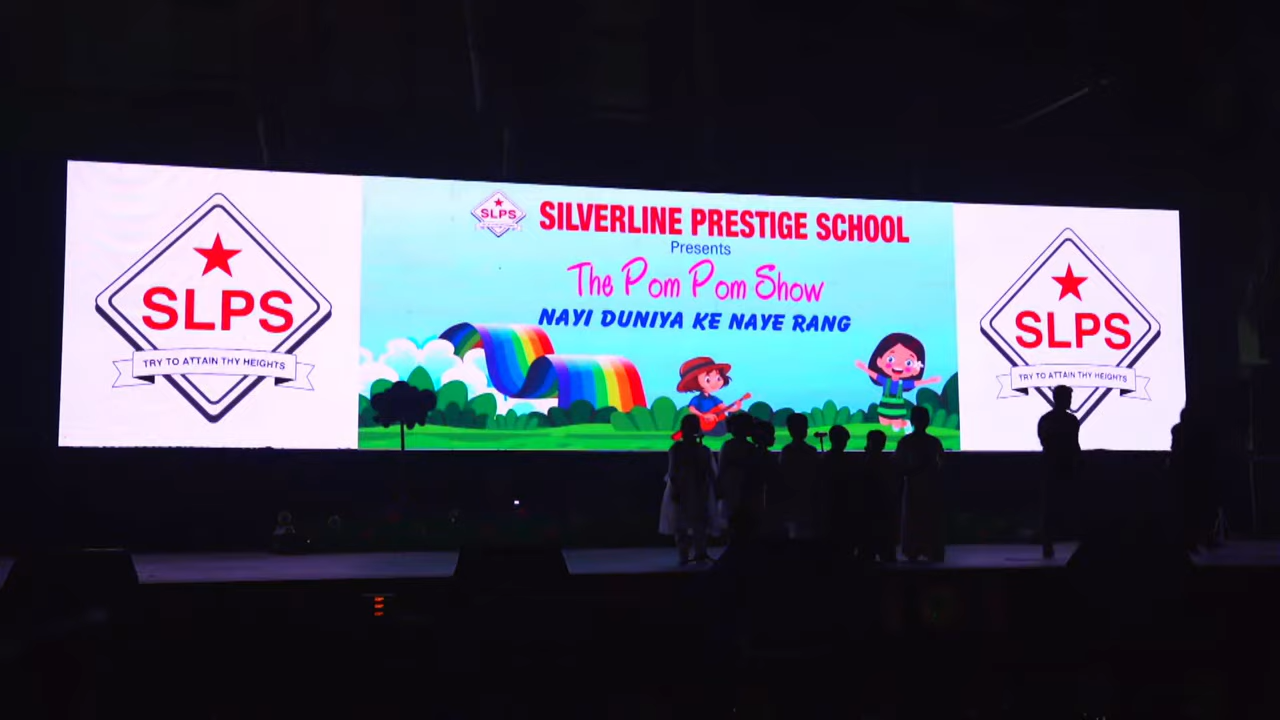 SLPS
TRY TO ATTAIN THY HEIGHTS
SLPS
SILVERLINE PRESTIGE SCHOOL
Presents
The Pom Pom Show
NAYI DUNIYA KE NAYE RANG
SLPS
TRY TO ATTAIN THY HEIGHTS